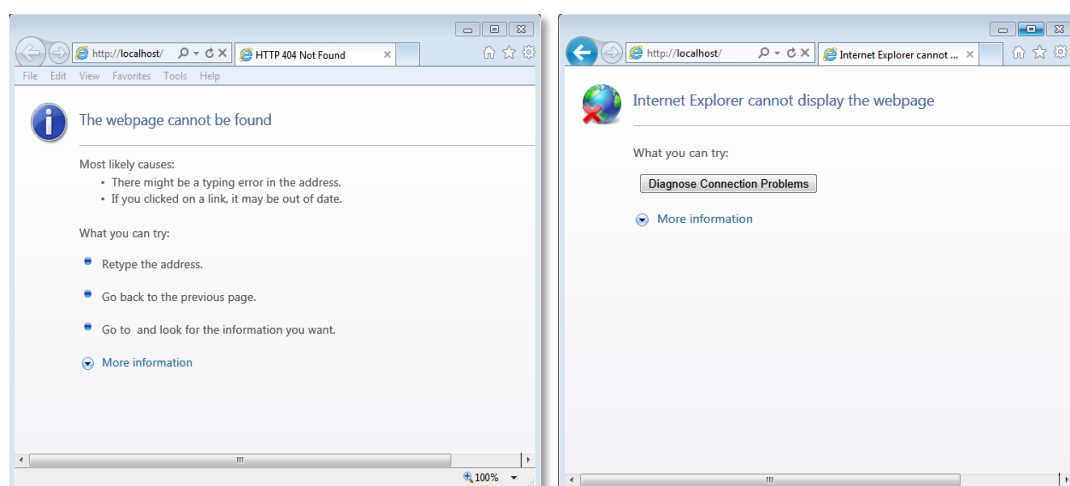 http://localhost/
HTTP 404 Not Found
File Edit View Favorites Tools Help
The webpage cannot be found
Most likely causes:
• There might be a typing error in the address.
• If you clicked on a link, it may be out of date.
What you can try:
Retype the address.
Go back to the previous page.
Go to and look for the information you want.
More information
100%
http://localhost/
Internet Explorer cannot ...
Internet Explorer cannot display the webpage
What you can try:
Diagnose Connection Problems
More information